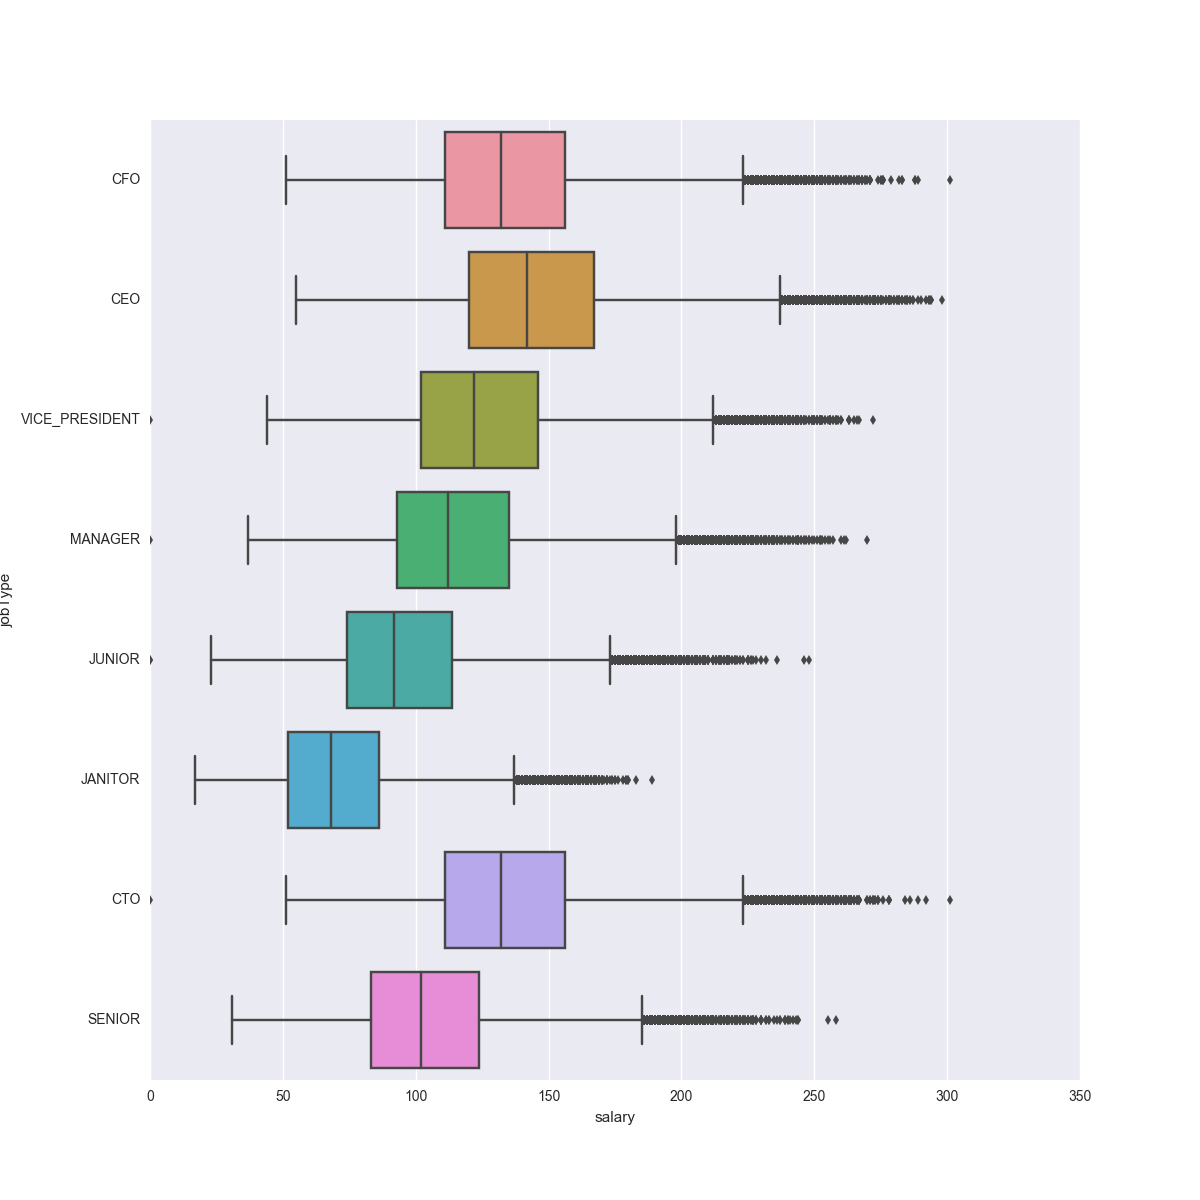 CFO
CEO
VICE_PRESIDENT
MANAGER
JUNIOR
JANITOR
CTO
SENIOR
jobType
0 50 100 150 200 250 300 350
salary